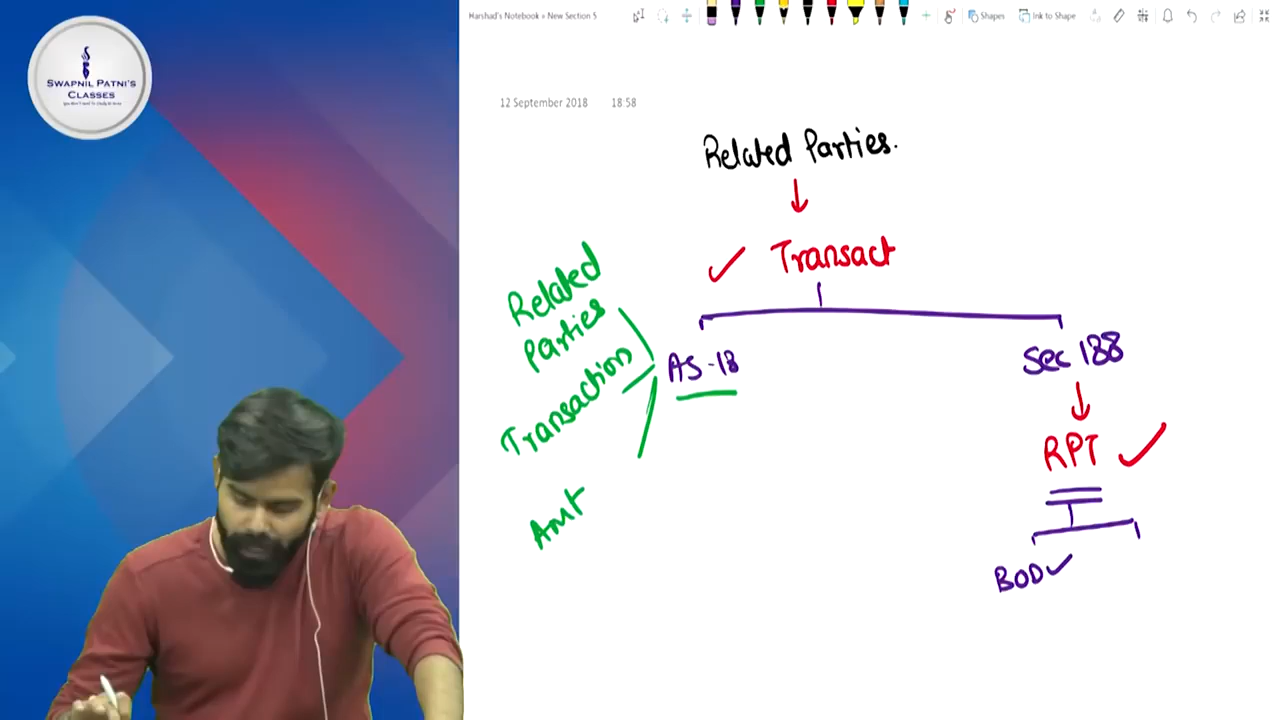 SWAPNIL PATNI'S
CLASSES
Harshad's Notebook » New Section 5
Shapes
Ink to Shape
12 September 2018 18:58
Related Parties.
Transact
Related
Parties
Transaction
Amt
AS-18
Sec 188
RPT
BOD